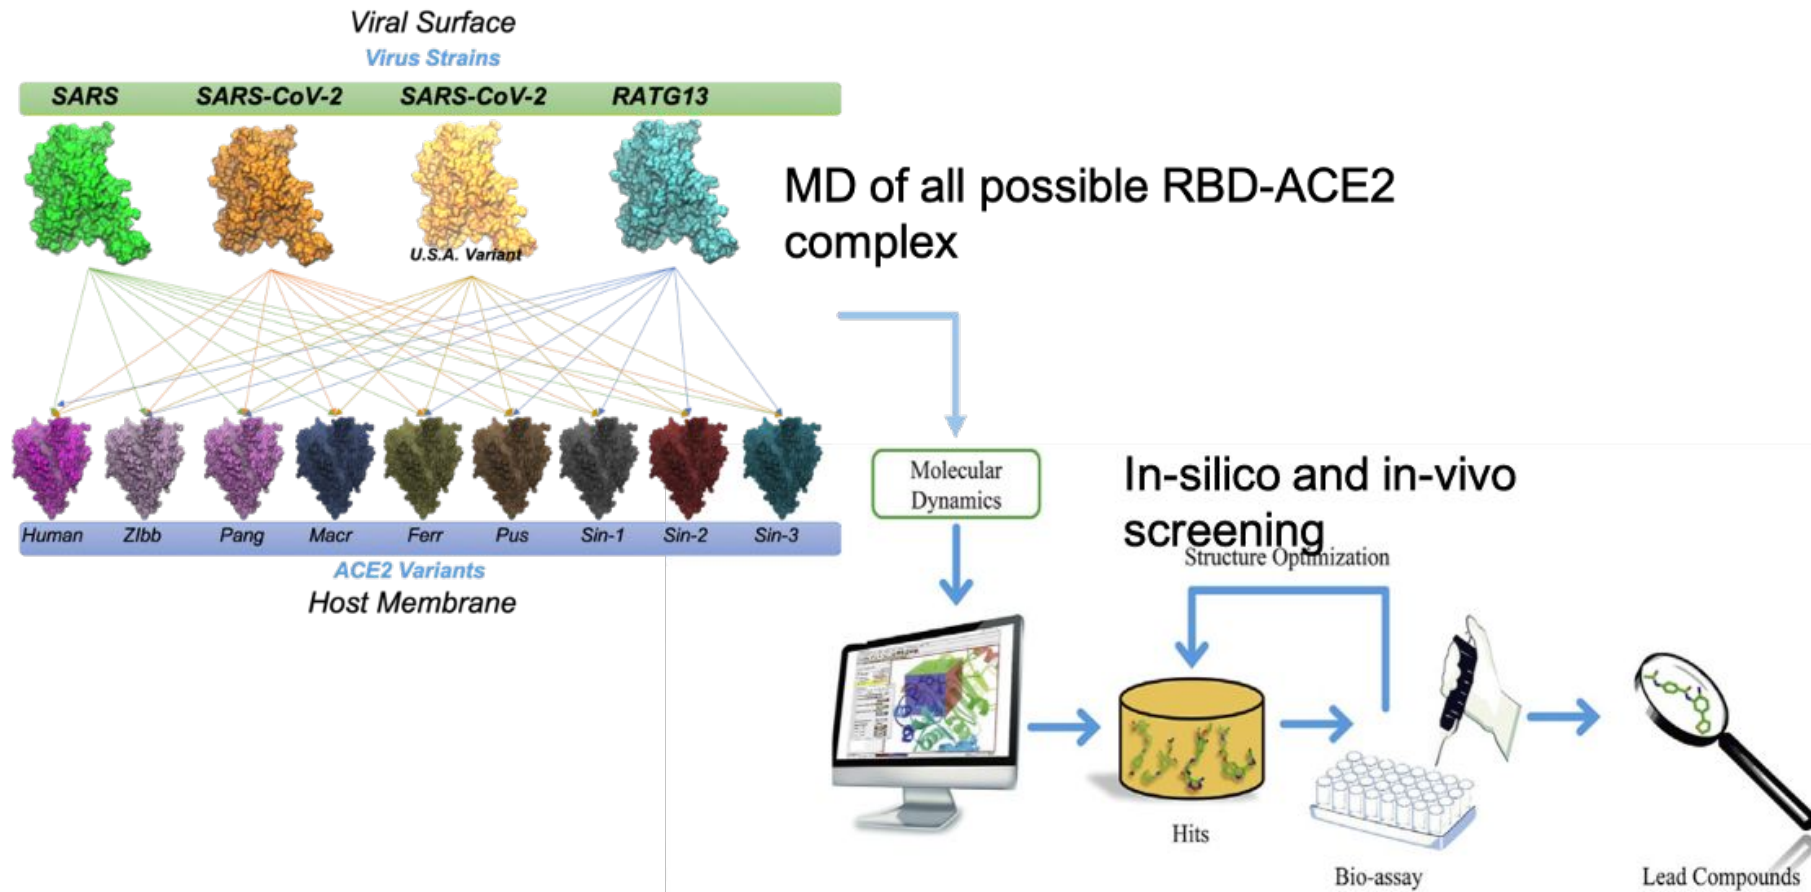 Viral Surface
Virus Strains
SARS
SARS-CoV-2
SARS-CoV-2
RATG13
U.S.A. Variant
MD of all possible RBD-ACE2
complex
Human
ZIbb
Pang
Macr
Ferr
Pus
Sin-1
Sin-2
Sin-3
ACE2 Variants
Host Membrane
Molecular
Dynamics
In-silico and in-vivo
screening
Structure Optimization
Hits
Bio-assay
Lead Compounds